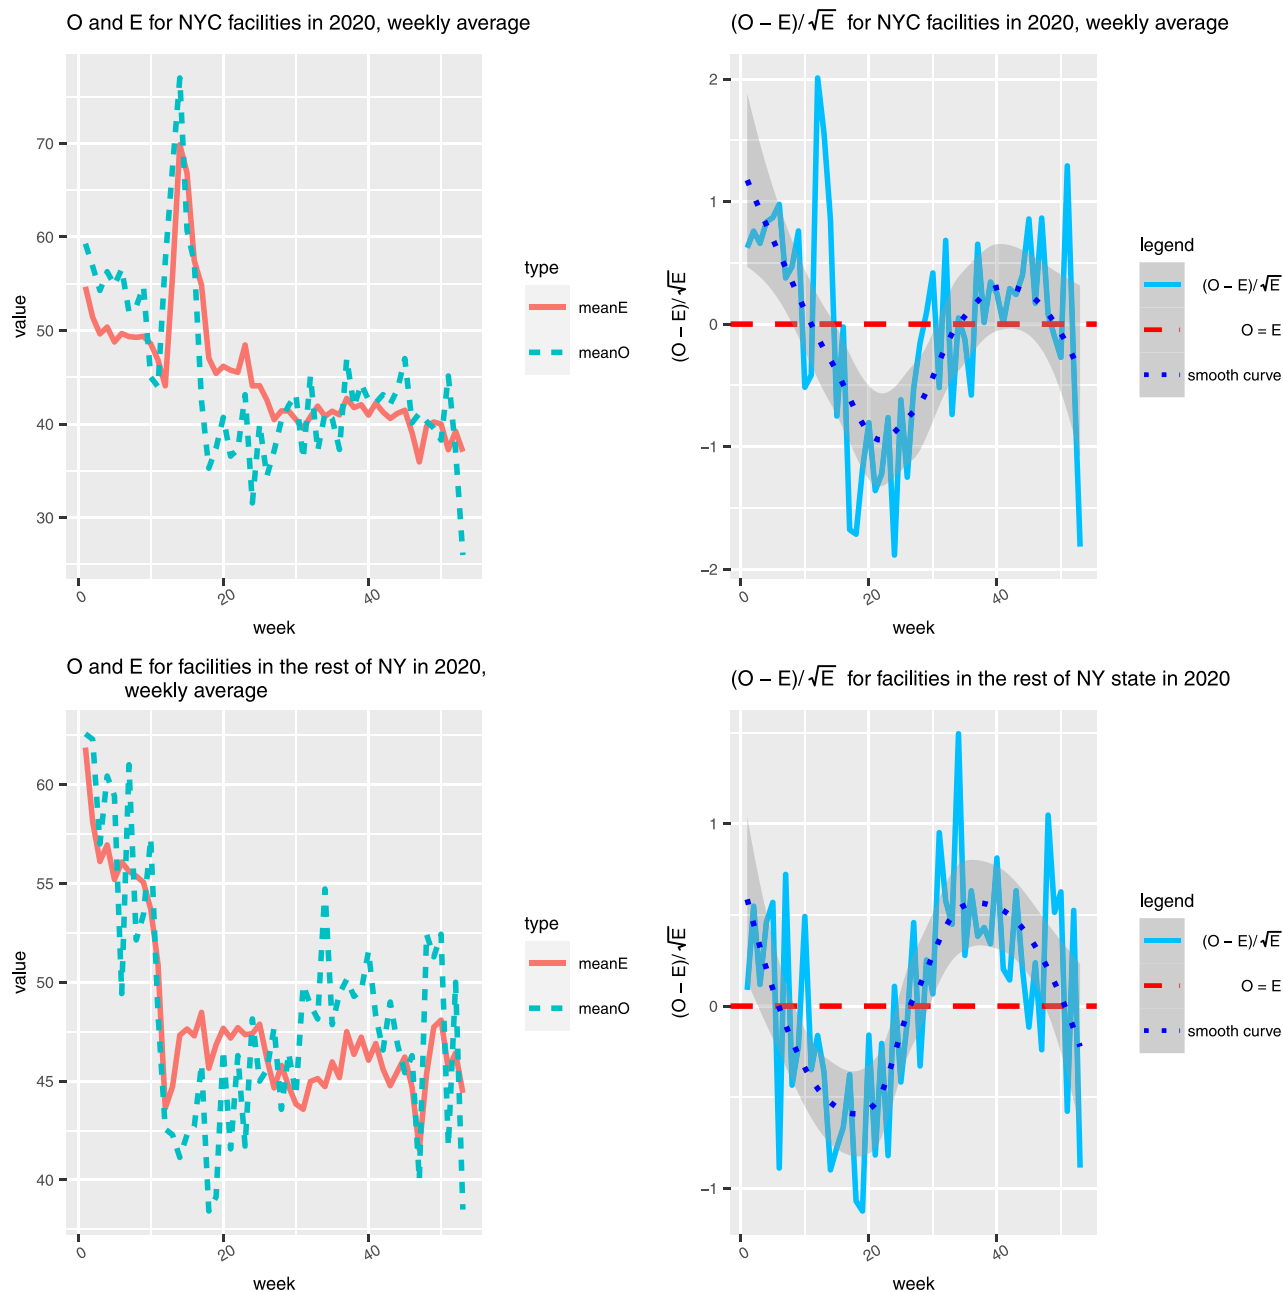 O and E for NYC facilities in 2020, weekly average
70
60
50
40
30
value
0
20
40
week
type
meanE
meanO
(O − E)/√E for NYC facilities in 2020, weekly average
2
1
0
−1
−2
(O − E)/√E
0
20
40
week
legend
(O − E)/√E
O = E
smooth curve
O and E for facilities in the rest of NY in 2020,
weekly average
60
55
50
45
40
value
0
20
40
week
type
meanE
meanO
(O − E)/√E for facilities in the rest of NY state in 2020
1
0
−1
(O − E)/√E
0
20
40
week
legend
(O − E)/√E
O = E
smooth curve